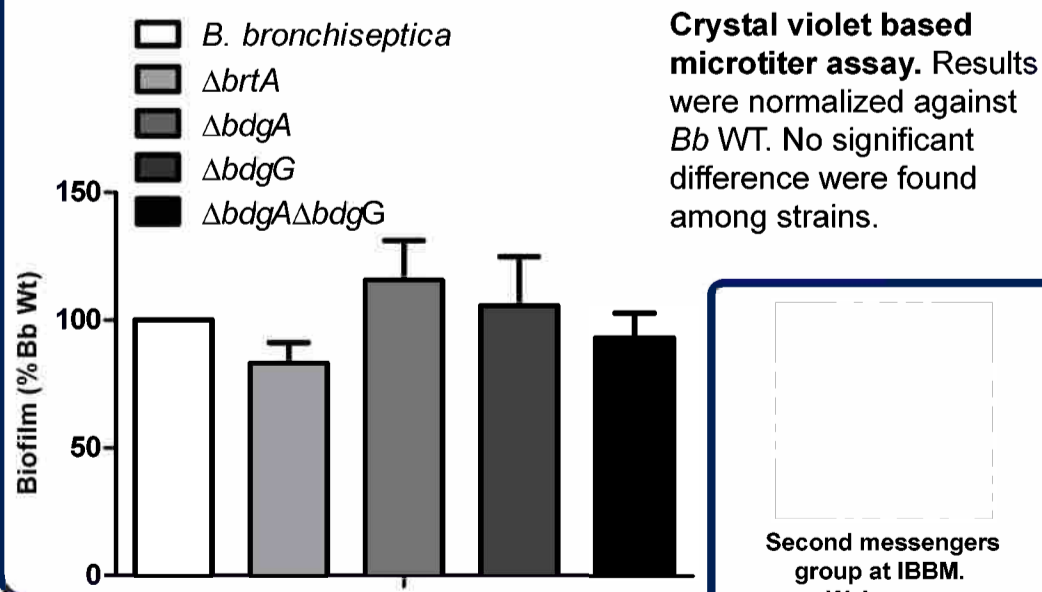 B. bronchiseptica
ΔbrtA
ΔbdgA
ΔbdgG
ΔbdgAΔbdgG
150
100
50
0
Biofilm (% Bb Wt)
Crystal violet based
microtiter assay. Results
were normalized against
Bb WT. No significant
difference were found
among strains.
Second messengers
group at IBBM.